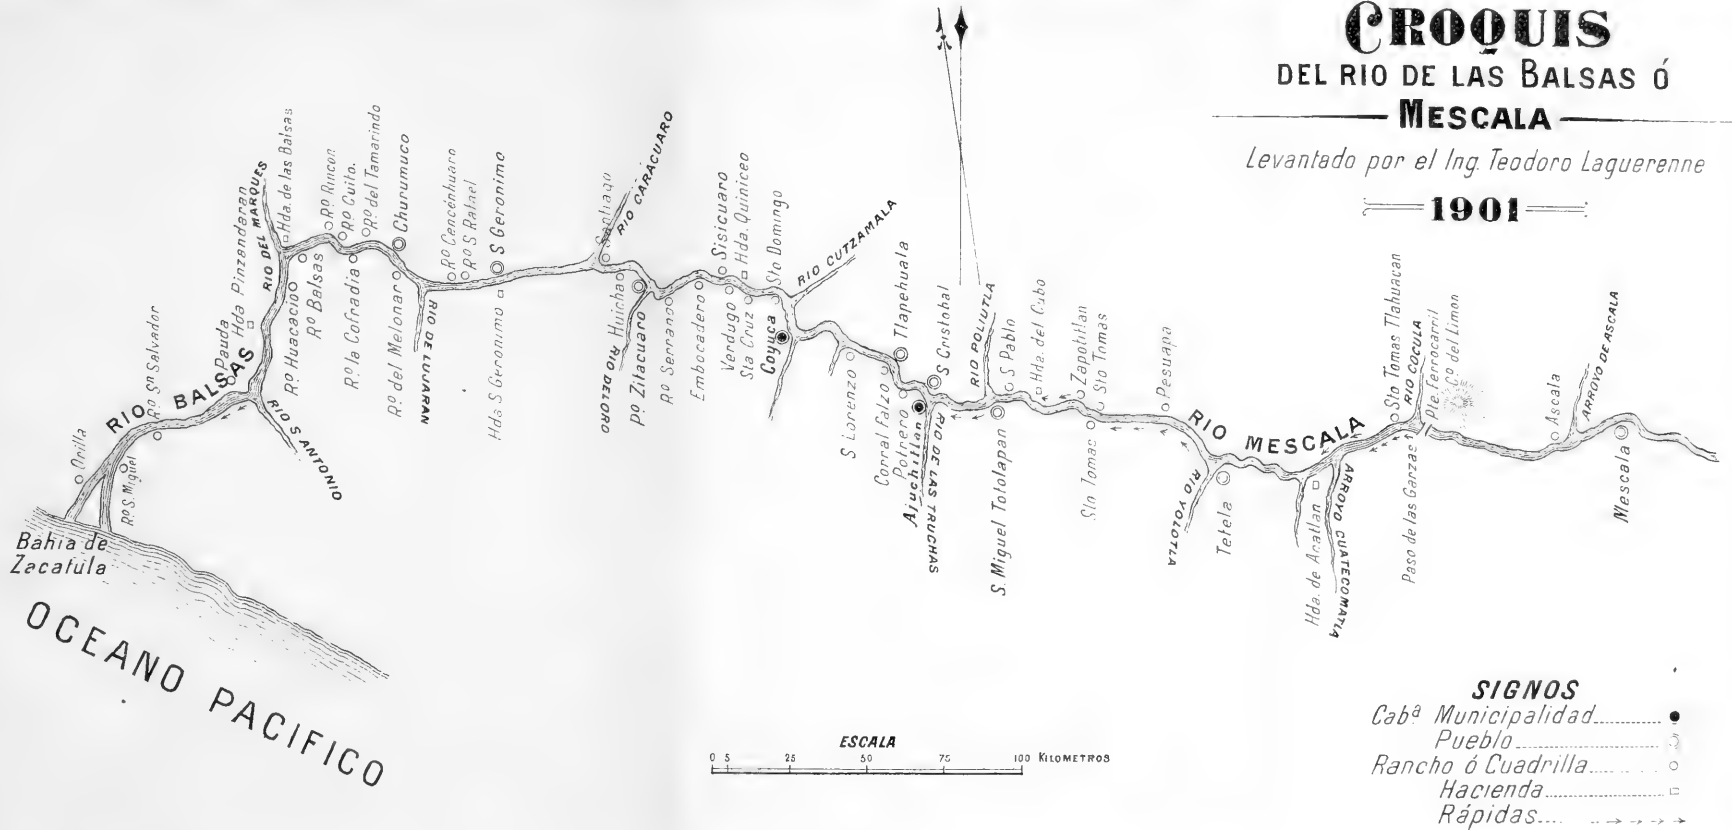 CROQUIS
DEL RIO DE LAS BALSAS Ó
MESCALA
Levantado por el Ing. Teodoro Laguerenne
1901
Orilla
Rº S. Miguel
Rº Sn Salvador
RIO BALSAS
Pauda
Hda Pinzandaran
RIO DEL MARQUES
Hda. de las Balsas
RIO S ANTONIO
Rº Huacacio
Rº Balsas
Rº Rincon
Rº Cuito.
Rº del Tamarindo
Rº la Cofradia
Churumuco
Rº del Melonar
RIO DE LUVARAN
Rº Cencénhuaro
Rº S Rafael
S Geronimo
Hda S Geronimo
Santiago
RIO CARACUARO
Huicha
RIO DEL ORO
Pº Zitacuaro
Rº Serrano
Embocadero
Sisicuaro
Verdugo
Hda. Quiniceo
Sta Cruz
Sto Domingo
Coyuca
RIO CUTZAMALA
S Lorenzo
Corral Falzo
Tlapehuala
Potrero
Ajuchitlan
S Cristobal
RIO DE LAS TRUCHAS
RIO POLIUTLA
S. Miguel Totolapan
S Pablo
Hda. del Cubo
Zapotitlan
Sto Tomas
Sto Tomas
Pesuapa
RIO YOLOTLA
RIO MESCALA
Tetela
Hda. de Acatlan
ARROYO CUATECOMATLA
Sto Tomas Tlahuacan
RIO COCULA
Paso de las Garzas
Pte. Ferrocarril
Cº del Limon
Ascala
ARROYO DE ASCALA
Mescala
Bahia de
Zacatula
OCEANO PACIFICO
ESCALA
0 5 25 50 75 100 KILOMETROS
SIGNOS
Cabª Municipalidad
Pueblo
Rancho ó Cuadrilla
Hacienda
Rápidas